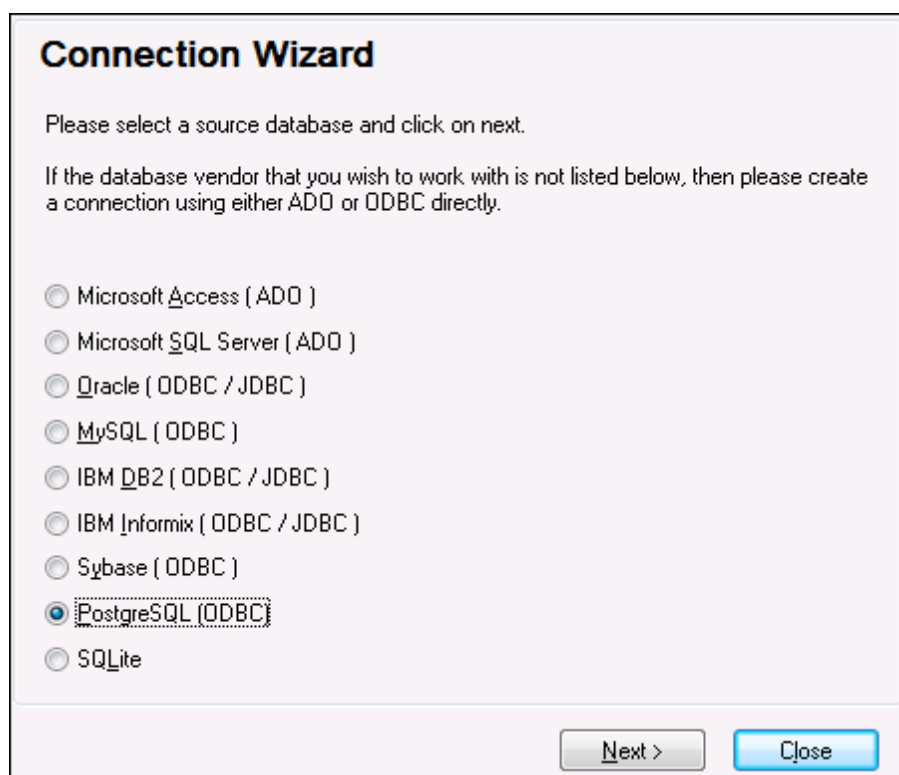 Connection Wizard
Please select a source database and click on next.
If the database vendor that you wish to work with is not listed below, then please create
a connection using either ADO or ODBC directly.
Microsoft Access ( ADO )
Microsoft SQL Server ( ADO )
Oracle ( ODBC / JDBC )
MySQL ( ODBC )
IBM DB2 ( ODBC / JDBC )
IBM Informix ( ODBC / JDBC )
Sybase ( ODBC )
PostgreSQL (ODBC)
SQLite
Next >
Close